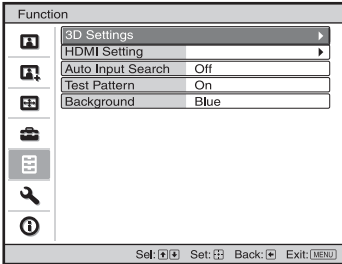 Function
3D Settings
HDMI Setting
Auto Input Search Off
Test Pattern On
Background Blue
Sel: Set: Back: Exit: MENU